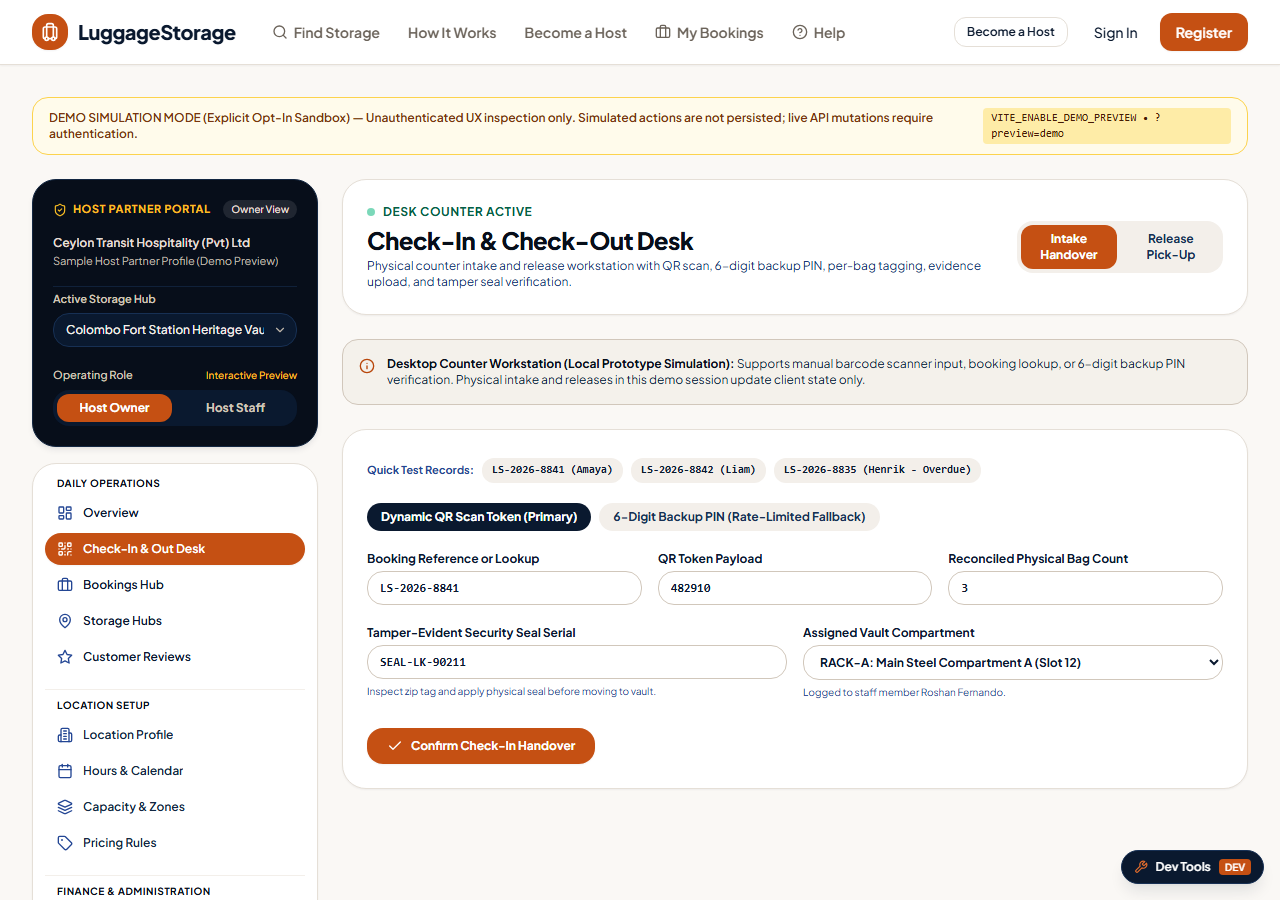 LuggageStorage
Find Storage
How It Works
Become a Host
My Bookings
Help
Become a Host
Sign In
Register
DEMO SIMULATION MODE (Explicit Opt-In Sandbox) — Unauthenticated UX inspection only. Simulated actions are not persisted; live API mutations require
authentication.
VITE_ENABLE_DEMO_PREVIEW • ?
preview=demo
HOST PARTNER PORTAL
Owner View
Ceylon Transit Hospitality (Pvt) Ltd
Sample Host Partner Profile (Demo Preview)
Active Storage Hub
Colombo Fort Station Heritage Vau
Operating Role
Interactive Preview
Host Owner
Host Staff
DAILY OPERATIONS
Overview
Check-In & Out Desk
Bookings Hub
Storage Hubs
Customer Reviews
LOCATION SETUP
Location Profile
Hours & Calendar
Capacity & Zones
Pricing Rules
FINANCE & ADMINISTRATION
DESK COUNTER ACTIVE
Check-In & Check-Out Desk
Physical counter intake and release workstation with QR scan, 6-digit backup PIN, per-bag tagging, evidence
upload, and tamper seal verification.
Intake
Handover
Release
Pick-Up
Desktop Counter Workstation (Local Prototype Simulation): Supports manual barcode scanner input, booking lookup, or 6-digit backup PIN
verification. Physical intake and releases in this demo session update client state only.
Quick Test Records:
LS-2026-8841 (Amaya)
LS-2026-8842 (Liam)
LS-2026-8835 (Henrik - Overdue)
Dynamic QR Scan Token (Primary)
6-Digit Backup PIN (Rate-Limited Fallback)
Booking Reference or Lookup
QR Token Payload
Reconciled Physical Bag Count
LS-2026-8841
482910
3
Tamper-Evident Security Seal Serial
Assigned Vault Compartment
SEAL-LK-90211
RACK-A: Main Steel Compartment A (Slot 12)
Inspect zip tag and apply physical seal before moving to vault.
Logged to staff member Roshan Fernando.
Confirm Check-In Handover
Dev Tools
DEV